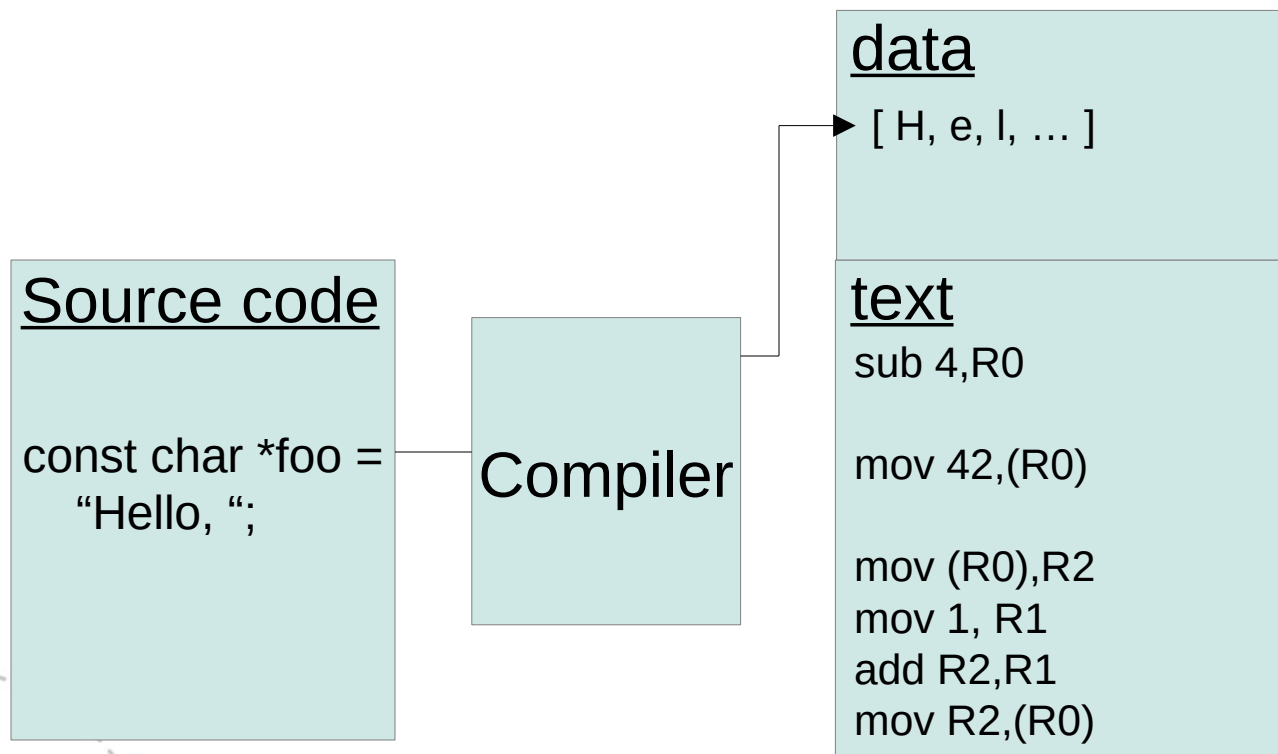 data
[ H, e, l, … ]
Source code
const char *foo =
“Hello, “;
Compiler
text
sub 4,R0
mov 42,(R0)
mov (R0),R2
mov 1, R1
add R2,R1
mov R2,(R0)